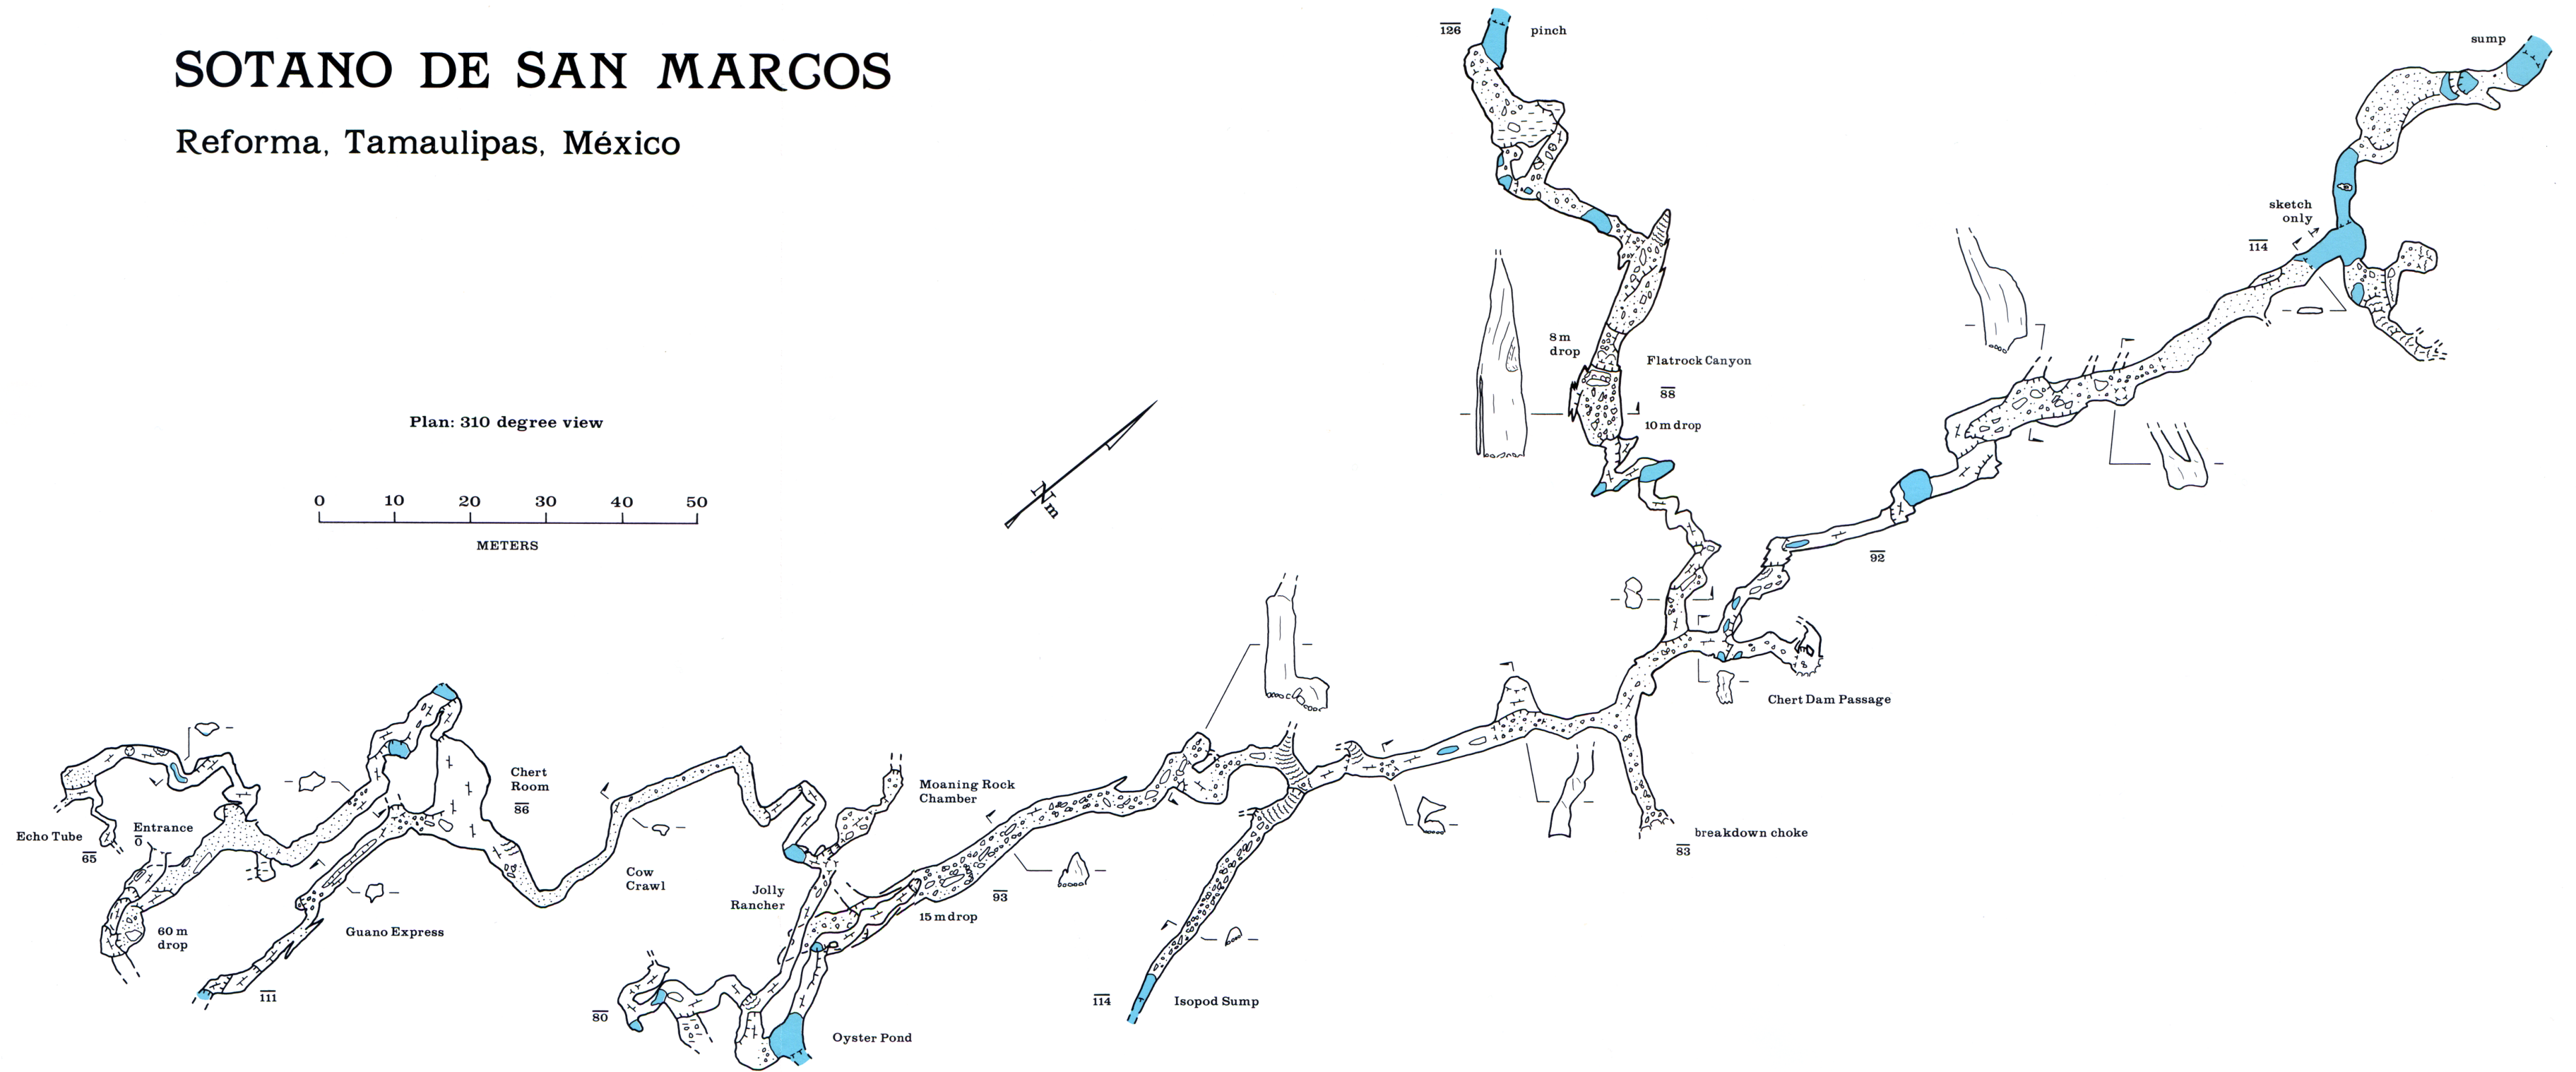 SOTANO DE SAN MARCOS
Reforma, Tamaulipas, México
Plan: 310 degree view
0 10 20 30 40 50
METERS
Nm
126
pinch
sump
sketch
only
114
8 m
drop
Flatrock Canyon
88
10 m drop
92
Chert Dam Passage
breakdown choke
83
Echo Tube
65
Entrance
0
60 m
drop
111
Guano Express
Chert
Room
86
Cow
Crawl
Jolly
Rancher
Moaning Rock
Chamber
15 m drop
93
80
Oyster Pond
114
Isopod Sump